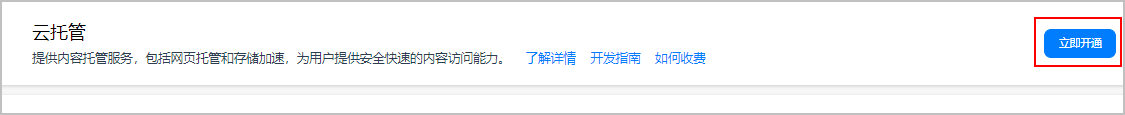 云托管
提供内容托管服务，包括网页托管和存储加速，为用户提供安全快速的内容访问能力。 了解详情 开发指南 如何收费
立即开通